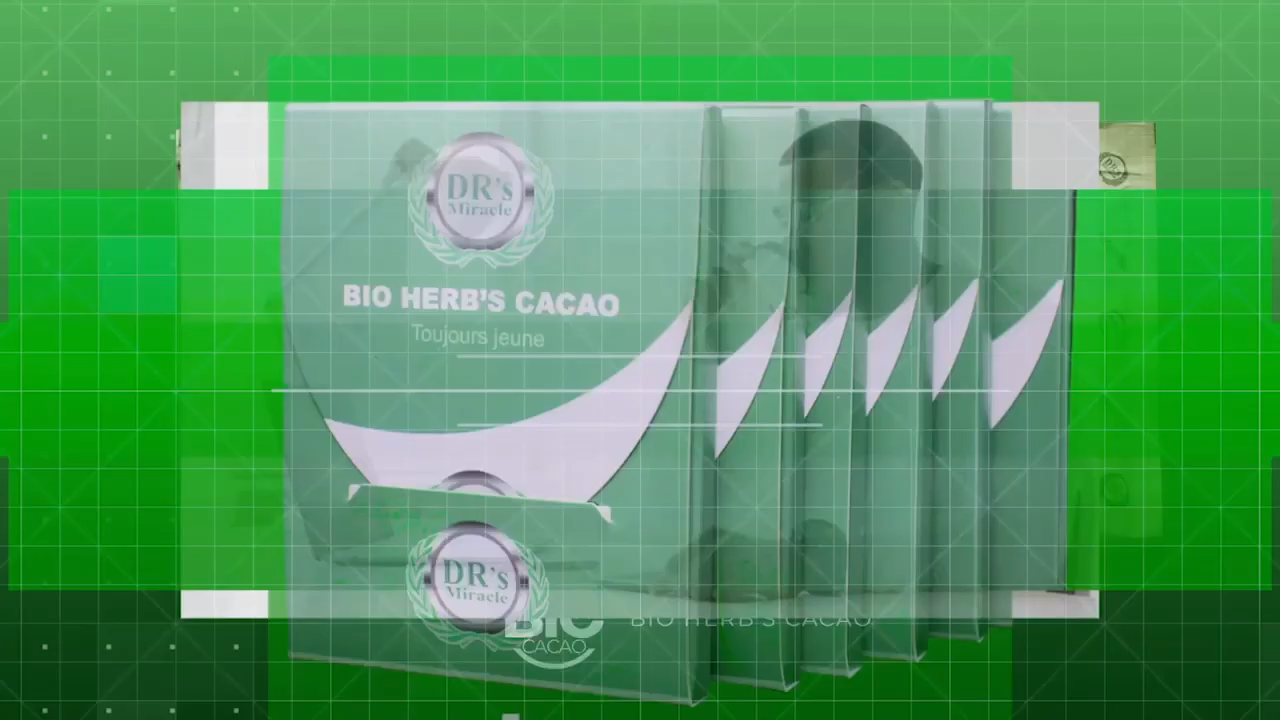 DR's
Miracle
BIO HERB'S CACAO
Toujours jeune
DR's
Miracle
BIO
CACAO
BIO HERB'S CACAO